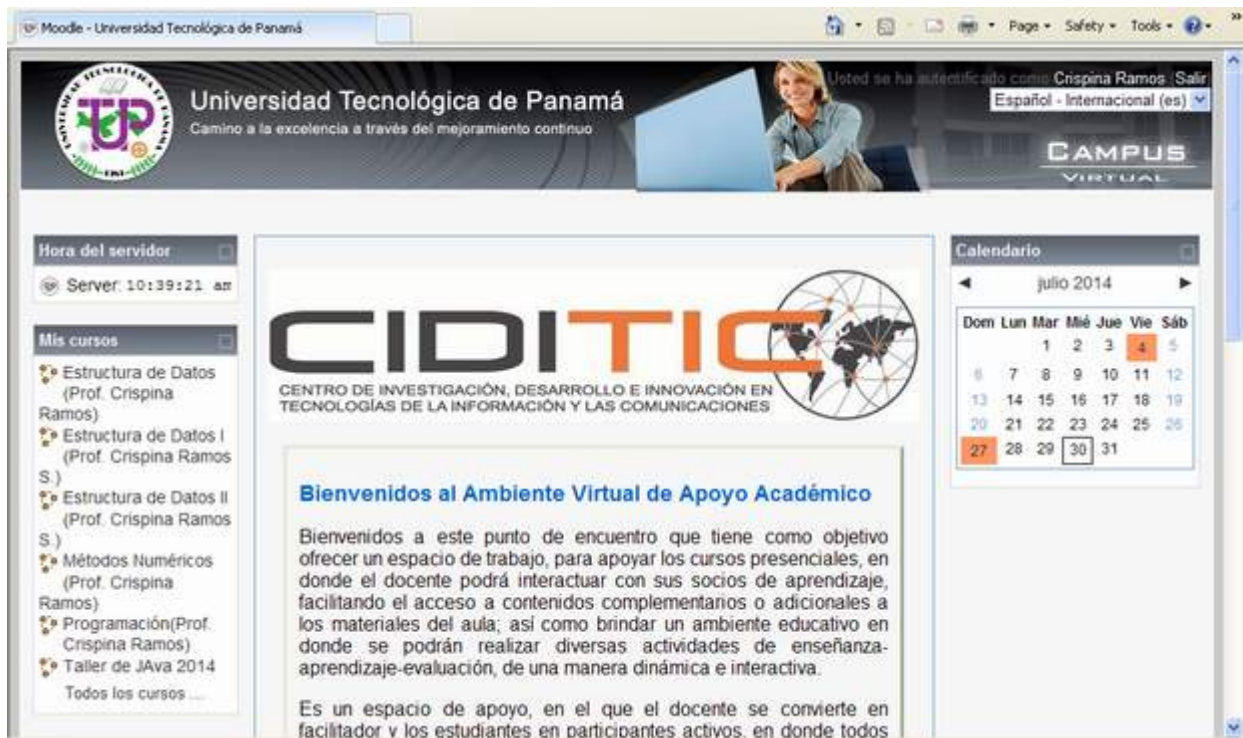 Moodle - Universidad Tecnológica de Panamá
Page
Safety
Tools
UNIVERSIDAD TECNOLOGICA DE PANAMA
UTP
Universidad Tecnológica de Panamá
Camino a la excelencia a través del mejoramiento continuo
Usted se ha autentificado como Crispina Ramos (Salir
Español - Internacional (es)
CAMPUS
VIRTUAL
Hora del servidor
Server: 10:39:21 am
Mis cursos
Estructura de Datos
(Prof. Crispina
Ramos)
Estructura de Datos I
(Prof. Crispina Ramos
S.)
Estructura de Datos II
(Prof. Crispina Ramos
S.)
Métodos Numéricos
(Prof. Crispina
Ramos)
Programación(Prof.
Crispina Ramos)
Taller de JAva 2014
Todos los cursos ...
CIDITIC
CENTRO DE INVESTIGACIÓN, DESARROLLO E INNOVACIÓN EN
TECNOLOGÍAS DE LA INFORMACIÓN Y LAS COMUNICACIONES
Bienvenidos al Ambiente Virtual de Apoyo Académico
Bienvenidos a este punto de encuentro que tiene como objetivo
ofrecer un espacio de trabajo, para apoyar los cursos presenciales, en
donde el docente podrá interactuar con sus socios de aprendizaje,
facilitando el acceso a contenidos complementarios o adicionales a
los materiales del aula; así como brindar un ambiente educativo en
donde se podrán realizar diversas actividades de enseñanza-
aprendizaje-evaluación, de una manera dinámica e interactiva.
Es un espacio de apoyo, en el que el docente se convierte en
facilitador y los estudiantes en participantes activos, en donde todos
Calendario
julio 2014
Dom Lun Mar Mié Jue Vie Sáb
1 2 3 4 5
6 7 8 9 10 11 12
13 14 15 16 17 18 19
20 21 22 23 24 25 26
27 28 29 30 31